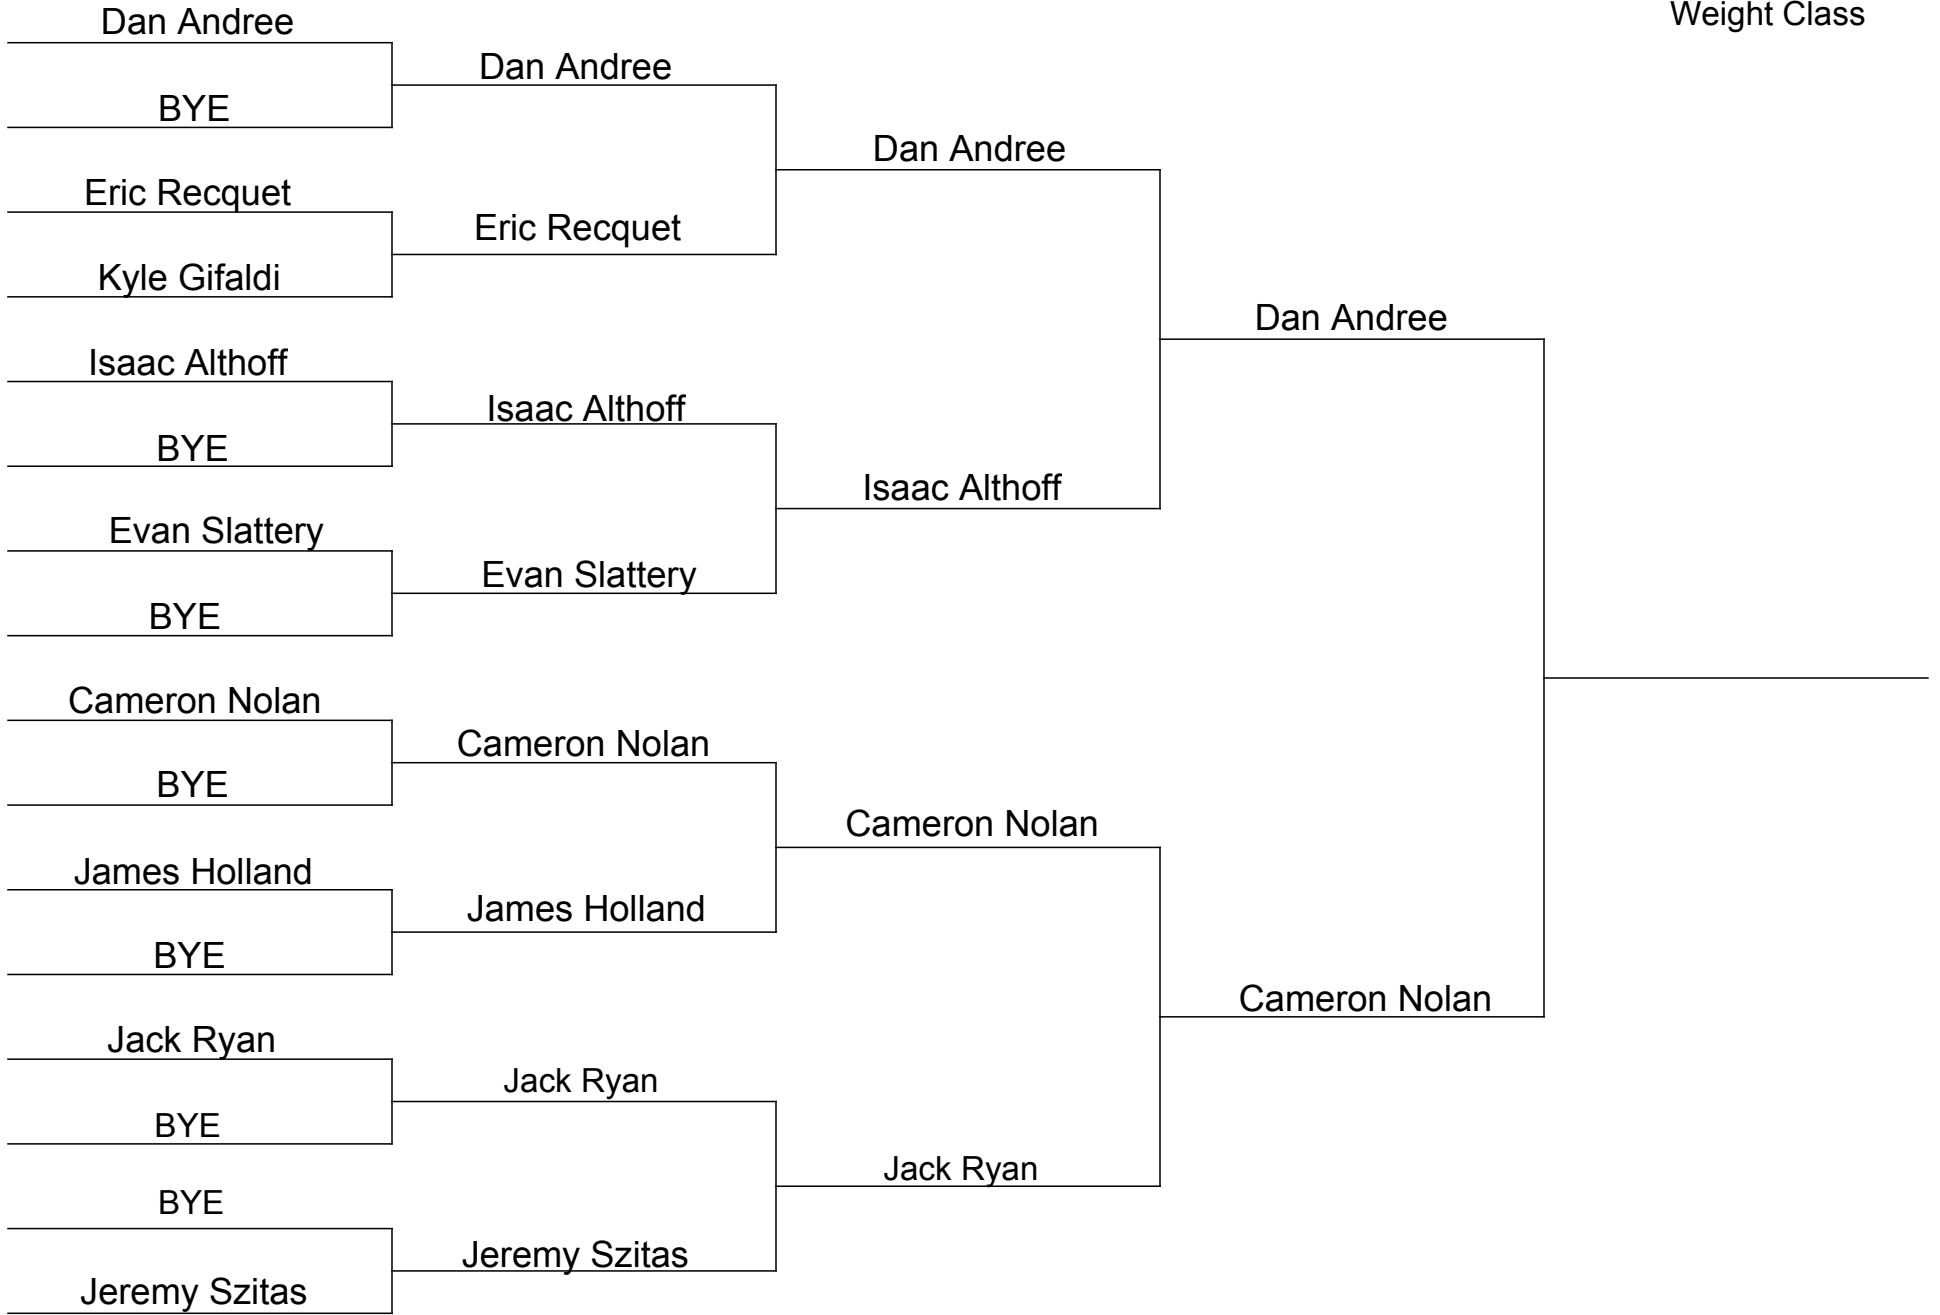 Weight Class
Dan Andree
BYE
Eric Recquet
Kyle Gifaldi
Isaac Althoff
BYE
Evan Slattery
BYE
Cameron Nolan
BYE
James Holland
BYE
Jack Ryan
BYE
BYE
Jeremy Szitas
Dan Andree
Eric Recquet
Isaac Althoff
Evan Slattery
Cameron Nolan
James Holland
Jack Ryan
Jeremy Szitas
Dan Andree
Isaac Althoff
Cameron Nolan
Jack Ryan
Dan Andree
Cameron Nolan